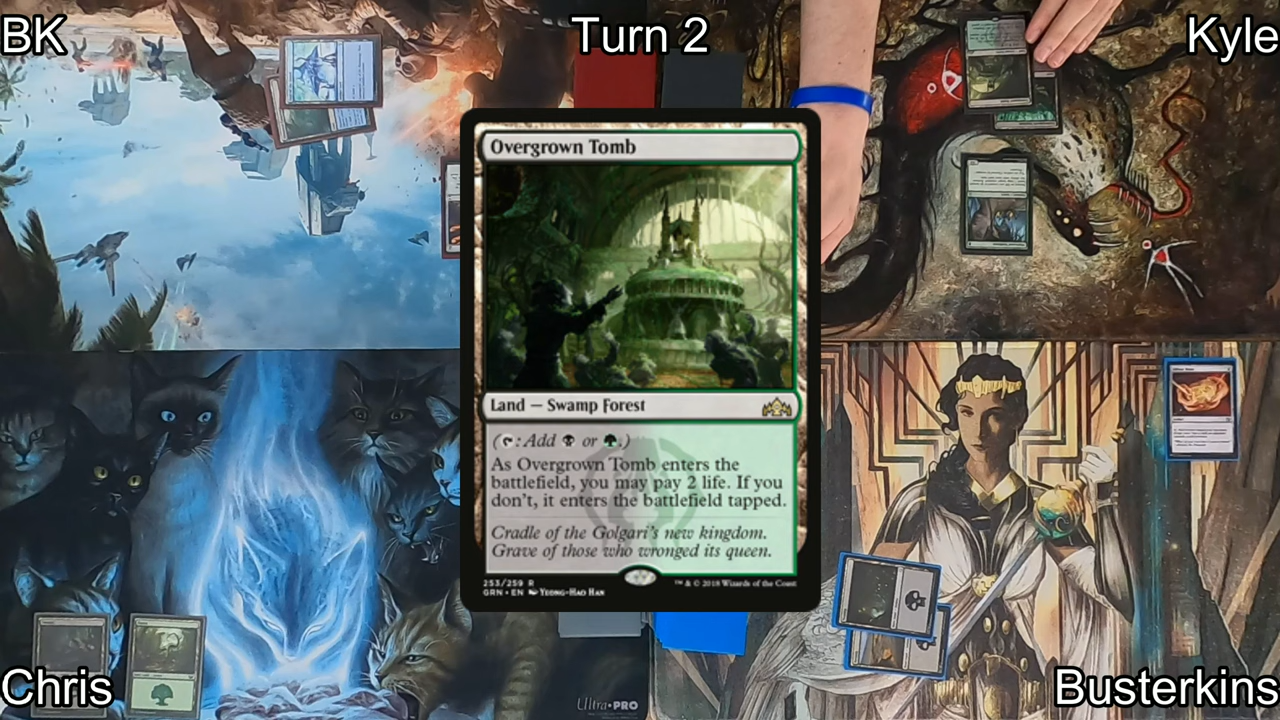 BK
Turn 2
Kyle
Overgrown Tomb
Land — Swamp Forest
(: Add or .)
As Overgrown Tomb enters the
battlefield, you may pay 2 life. If you
don't, it enters the battlefield tapped.
Cradle of the Golgari's new kingdom.
Grave of those who wronged its queen.
253/259 R
GRN • EN Yeong-Hao Han
™ & © 2018 Wizards of the Coast
Chris
Ultra•PRO
Busterkins